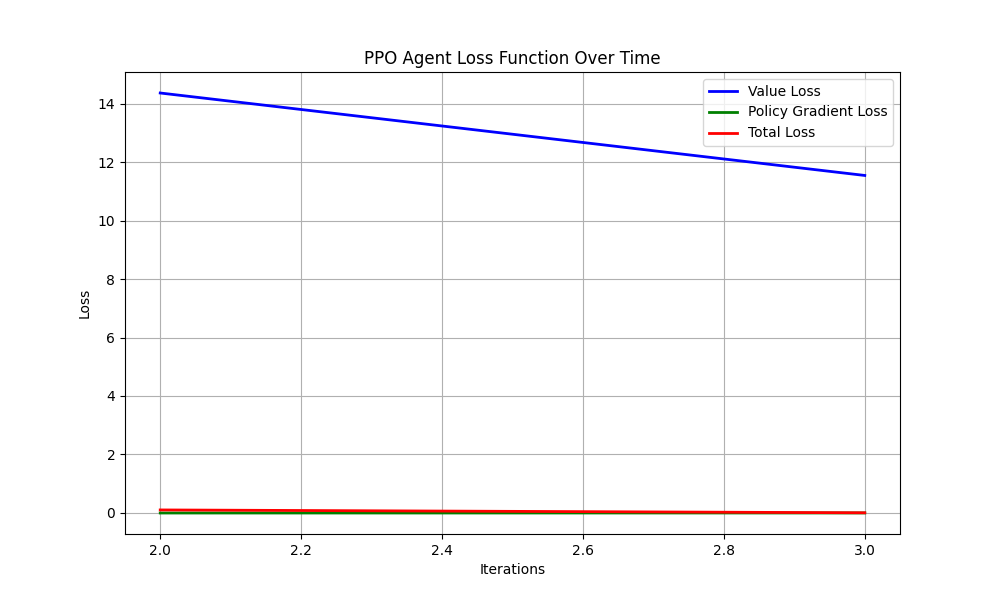 PPO Agent Loss Function Over Time
Value Loss
Policy Gradient Loss
Total Loss
14
12
10
8
6
4
2
0
Loss
2.0 2.2 2.4 2.6 2.8 3.0
Iterations